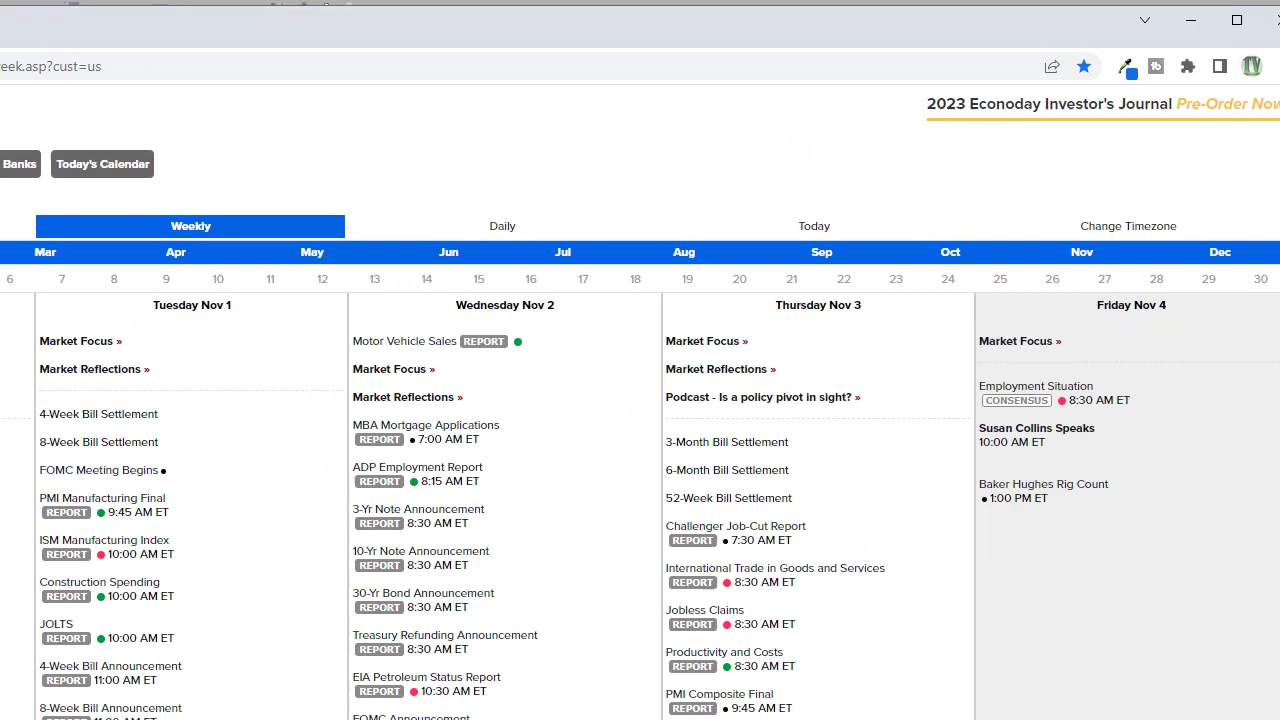 eek.asp?cust=us
2023 Econoday Investor's Journal Pre-Order Now
Banks
Today's Calendar
Weekly
Daily
Today
Change Timezone
Mar Apr May Jun Jul Aug Sep Oct Nov Dec
6 7 8 9 10 11 12 13 14 15 16 17 18 19 20 21 22 23 24 25 26 27 28 29 30
Tuesday Nov 1
Market Focus »
Market Reflections »
4-Week Bill Settlement
8-Week Bill Settlement
FOMC Meeting Begins
PMI Manufacturing Final
REPORT 9:45 AM ET
ISM Manufacturing Index
REPORT 10:00 AM ET
Construction Spending
REPORT 10:00 AM ET
JOLTS
REPORT 10:00 AM ET
4-Week Bill Announcement
REPORT 11:00 AM ET
8-Week Bill Announcement
Wednesday Nov 2
Motor Vehicle Sales REPORT
Market Focus »
Market Reflections »
MBA Mortgage Applications
REPORT 7:00 AM ET
ADP Employment Report
REPORT 8:15 AM ET
3-Yr Note Announcement
REPORT 8:30 AM ET
10-Yr Note Announcement
REPORT 8:30 AM ET
30-Yr Bond Announcement
REPORT 8:30 AM ET
Treasury Refunding Announcement
REPORT 8:30 AM ET
EIA Petroleum Status Report
REPORT 10:30 AM ET
FOMC Announcement
Thursday Nov 3
Market Focus »
Market Reflections »
Podcast - Is a policy pivot in sight? »
3-Month Bill Settlement
6-Month Bill Settlement
52-Week Bill Settlement
Challenger Job-Cut Report
REPORT 7:30 AM ET
International Trade in Goods and Services
REPORT 8:30 AM ET
Jobless Claims
REPORT 8:30 AM ET
Productivity and Costs
REPORT 8:30 AM ET
PMI Composite Final
REPORT 9:45 AM ET
Friday Nov 4
Market Focus »
Employment Situation
CONSENSUS 8:30 AM ET
Susan Collins Speaks
10:00 AM ET
Baker Hughes Rig Count
1:00 PM ET